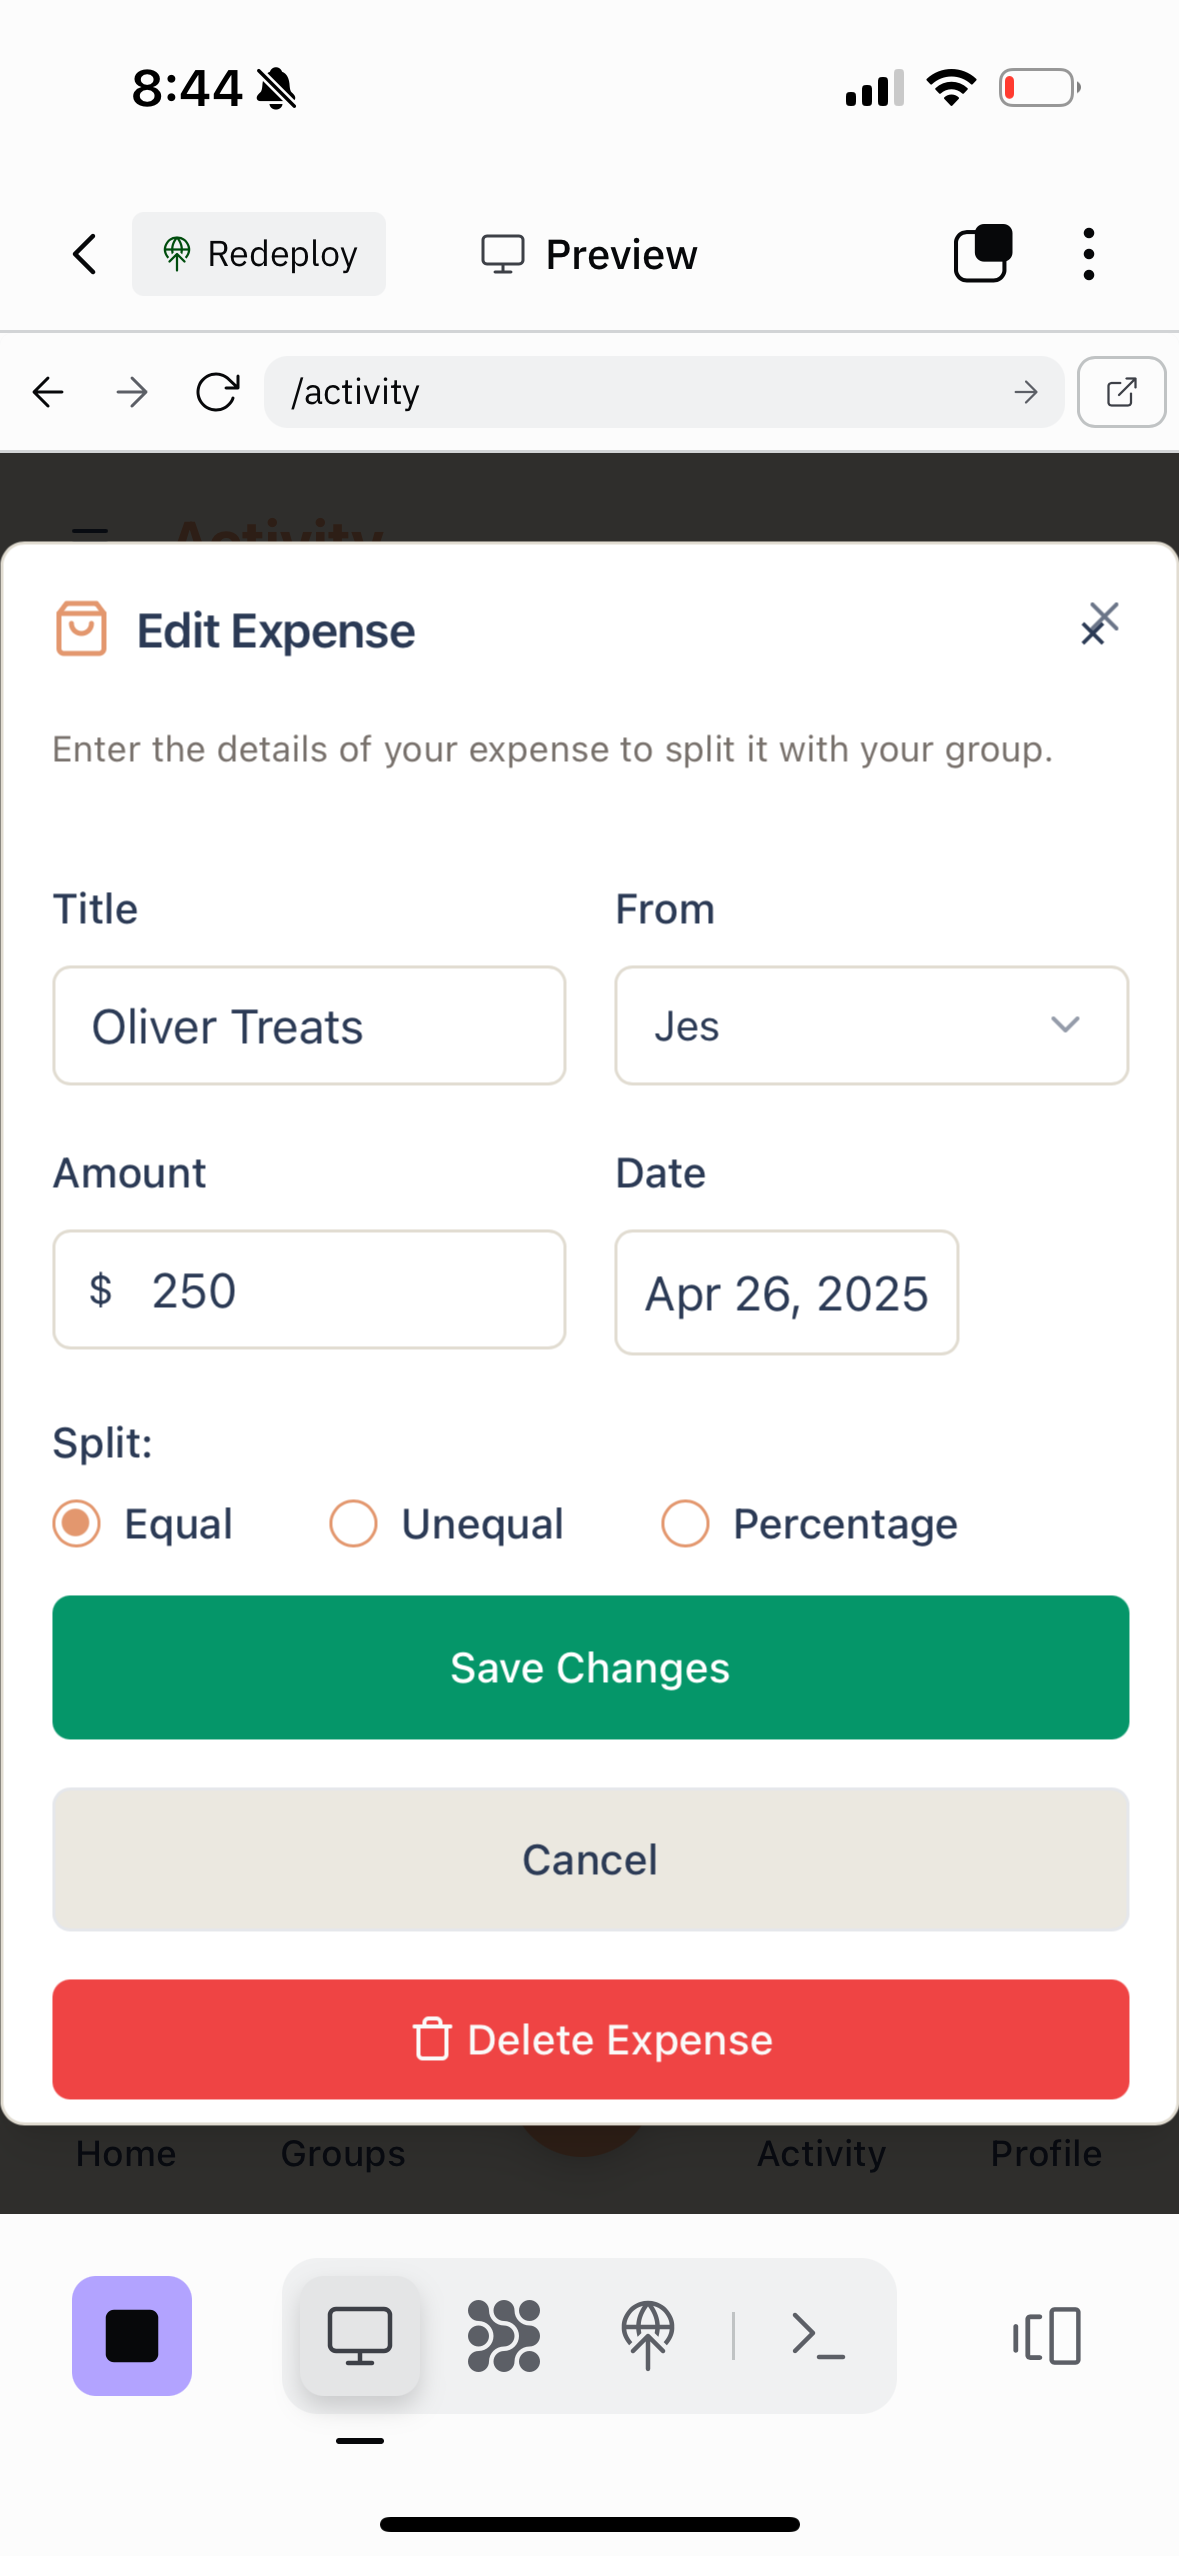 8:44
Redeploy
Preview
/activity
Activity
Edit Expense
Enter the details of your expense to split it with your group.
Title
From
Oliver Treats
Jes
Amount
Date
$ 250
Apr 26, 2025
Split:
Equal
Unequal
Percentage
Save Changes
Cancel
Delete Expense
Home
Groups
Activity
Profile